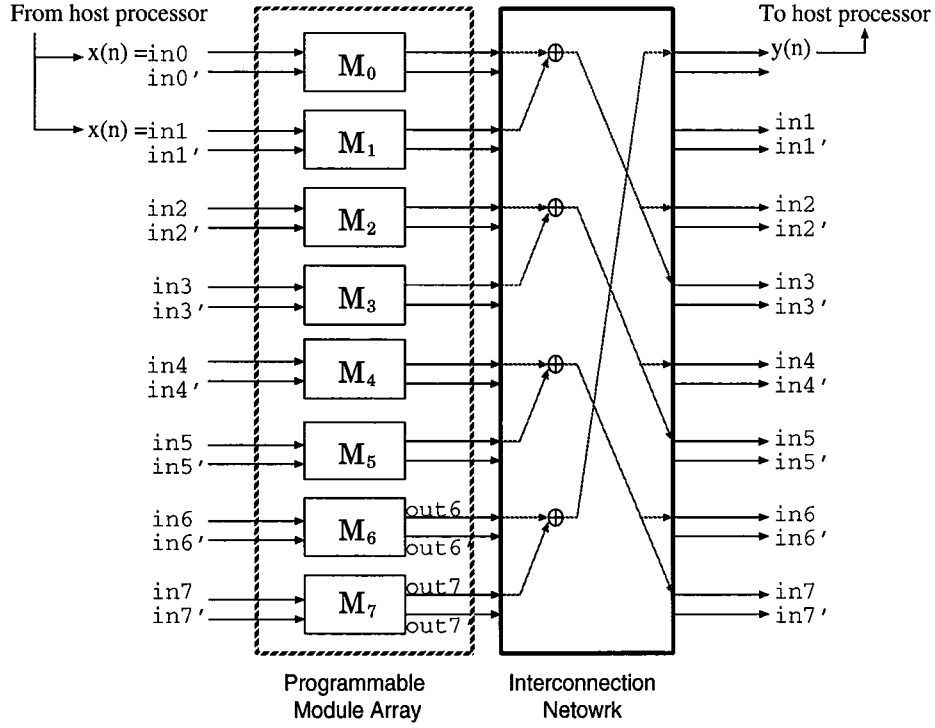 From host processor
To host processor
x(n) =in0
in0'
M0
y(n)
x(n) =in1
in1'
M1
in1
in1'
in2
in2'
M2
in2
in2'
in3
in3'
M3
in3
in3'
in4
in4'
M4
in4
in4'
in5
in5'
M5
in5
in5'
in6
in6'
M6
out6
out6'
in6
in6'
in7
in7'
M7
out7
out7'
in7
in7'
Programmable
Module Array
Interconnection
Netowrk